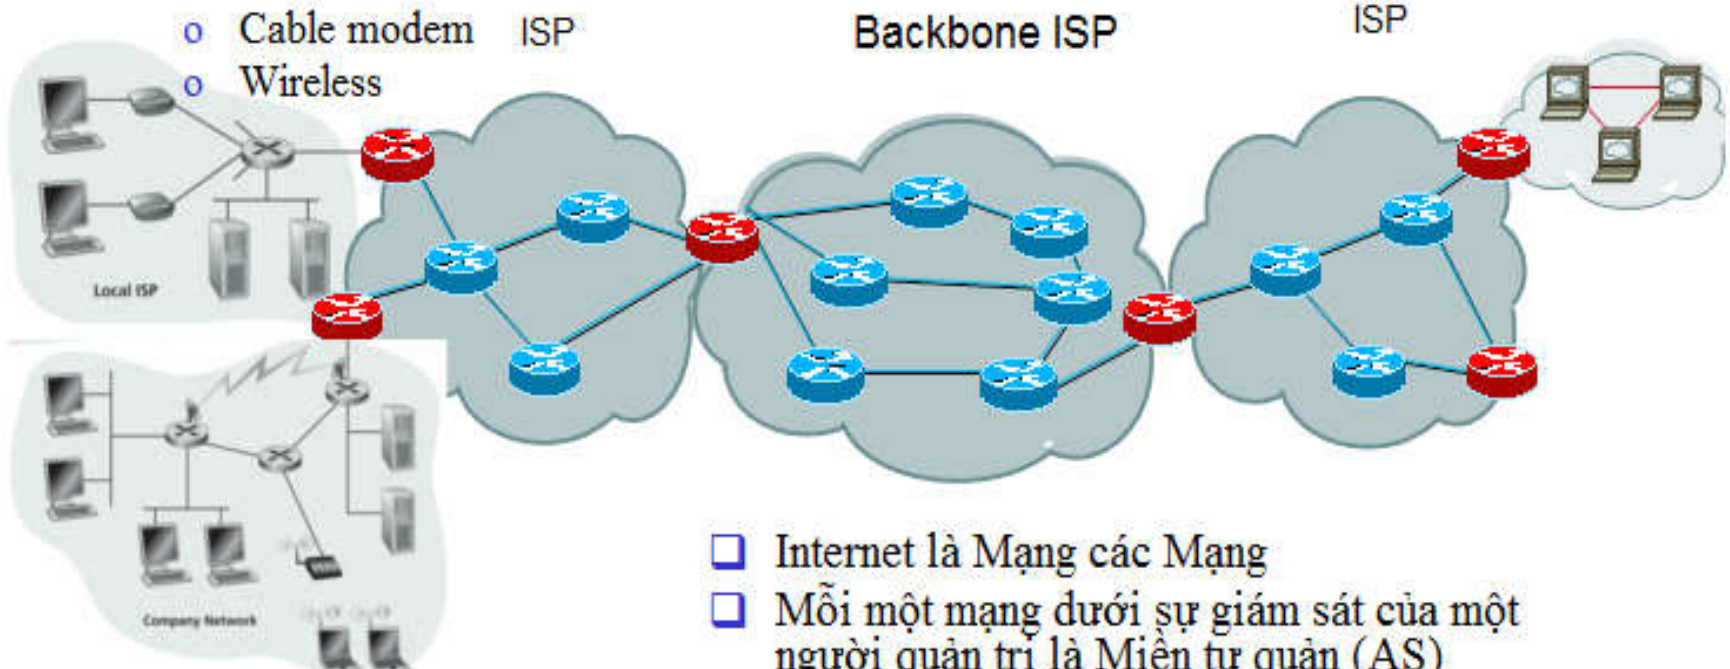 o Cable modem
o Wireless
ISP
Backbone ISP
ISP
Local ISP
Company Network
❑ Internet là Mạng các Mạng
❑ Mỗi một mạng dưới sự giám sát của một
người quản trị là Miền tự quản (AS)